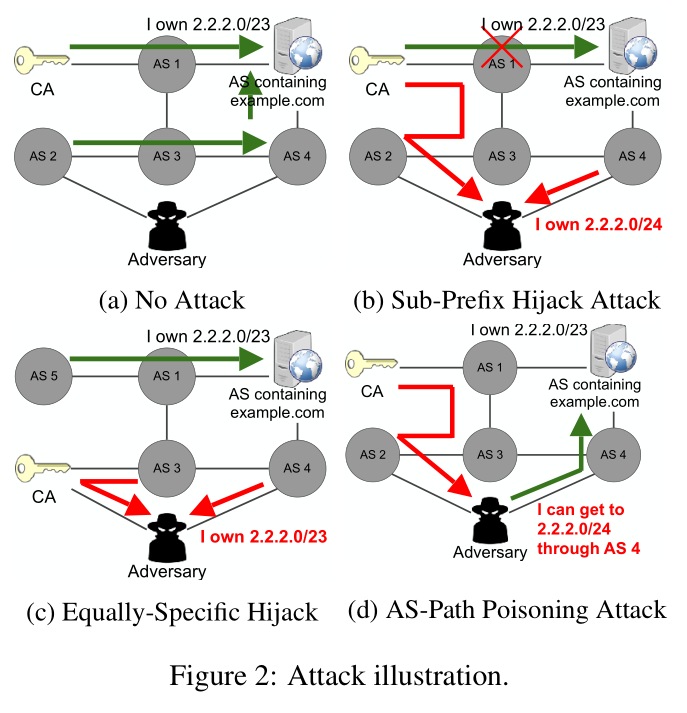 I own 2.2.2.0/23
AS 1
CA
AS containing
example.com
AS 2
AS 3
AS 4
Adversary
(a) No Attack
I own 2.2.2.0/23
AS 1
CA
AS containing
example.com
AS 2
AS 3
AS 4
I own 2.2.2.0/24
Adversary
(b) Sub-Prefix Hijack Attack
I own 2.2.2.0/23
AS 5
AS 1
AS containing
example.com
AS 3
AS 4
CA
I own 2.2.2.0/23
Adversary
(c) Equally-Specific Hijack
I own 2.2.2.0/23
AS 1
CA
AS containing
example.com
AS 2
AS 3
AS 4
I can get to
2.2.2.0/24
through AS 4
Adversary
(d) AS-Path Poisoning Attack
Figure 2: Attack illustration.